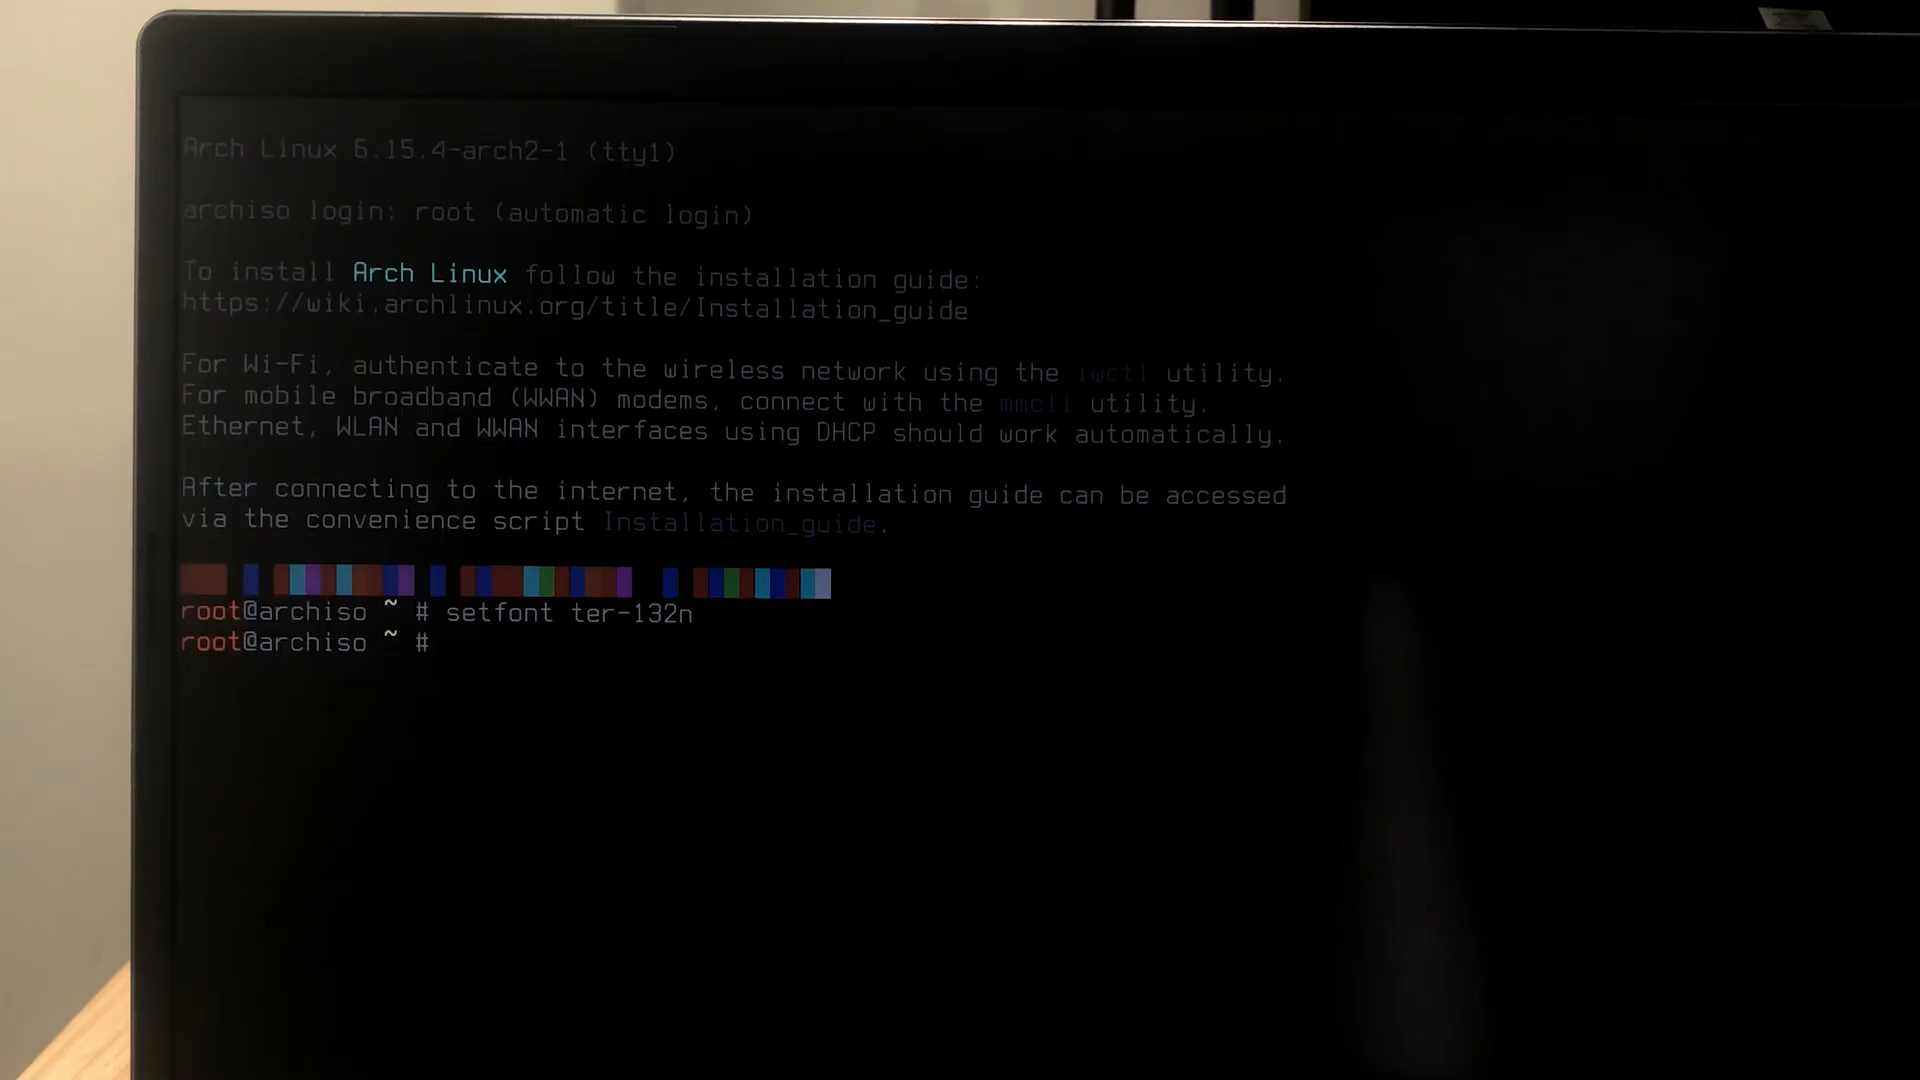 Arch Linux 6.15.4-arch2-1 (tty1)
archiso login: root (automatic login)
To install Arch Linux follow the installation guide:
https://wiki.archlinux.org/title/Installation_guide
For Wi-Fi, authenticate to the wireless network using the iwctl utility.
For mobile broadband (WWAN) modems, connect with the mmcli utility.
Ethernet, WLAN and WWAN interfaces using DHCP should work automatically.
After connecting to the internet, the installation guide can be accessed
via the convenience script Installation_guide.
root@archiso ~ # setfont ter-132n
root@archiso ~ #